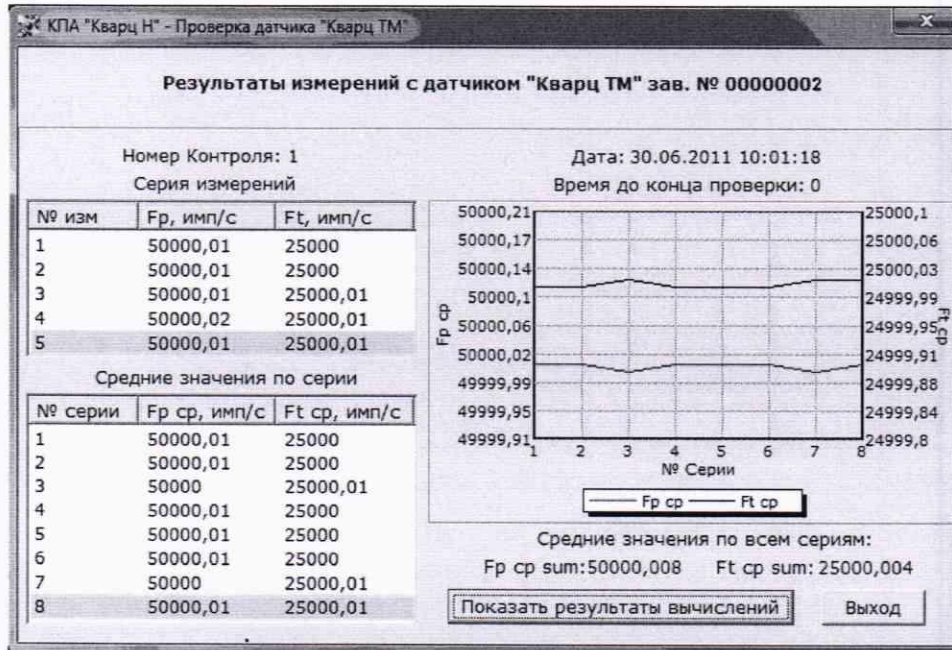 КПА "Кварц Н" - Проверка датчика "Кварц ТМ"
Результаты измерений с датчиком "Кварц ТМ" зав. № 00000002
Номер Контроля: 1
Дата: 30.06.2011 10:01:18
Серия измерений
Время до конца проверки: 0
№ изм Fp, имп/с Ft, имп/с
1 50000,01 25000
2 50000,01 25000
3 50000,01 25000,01
4 50000,02 25000,01
5 50000,01 25000,01
Средние значения по серии
№ серии Fp ср, имп/с Ft ср, имп/с
1 50000,01 25000
2 50000,01 25000
3 50000 25000,01
4 50000,01 25000
5 50000,01 25000
6 50000,01 25000
7 50000 25000,01
8 50000,01 25000,01
Fp ср
50000,21
50000,17
50000,14
50000,1
50000,06
50000,02
49999,99
49999,95
49999,91
25000,1
25000,06
25000,03
24999,99
24999,95
24999,91
24999,88
24999,84
24999,8
Ft ср
1 2 3 4 5 6 7 8
№ Серии
Fp ср Ft ср
Средние значения по всем сериям:
Fp ср sum:50000,008 Ft ср sum: 25000,004
Показать результаты вычислений Выход